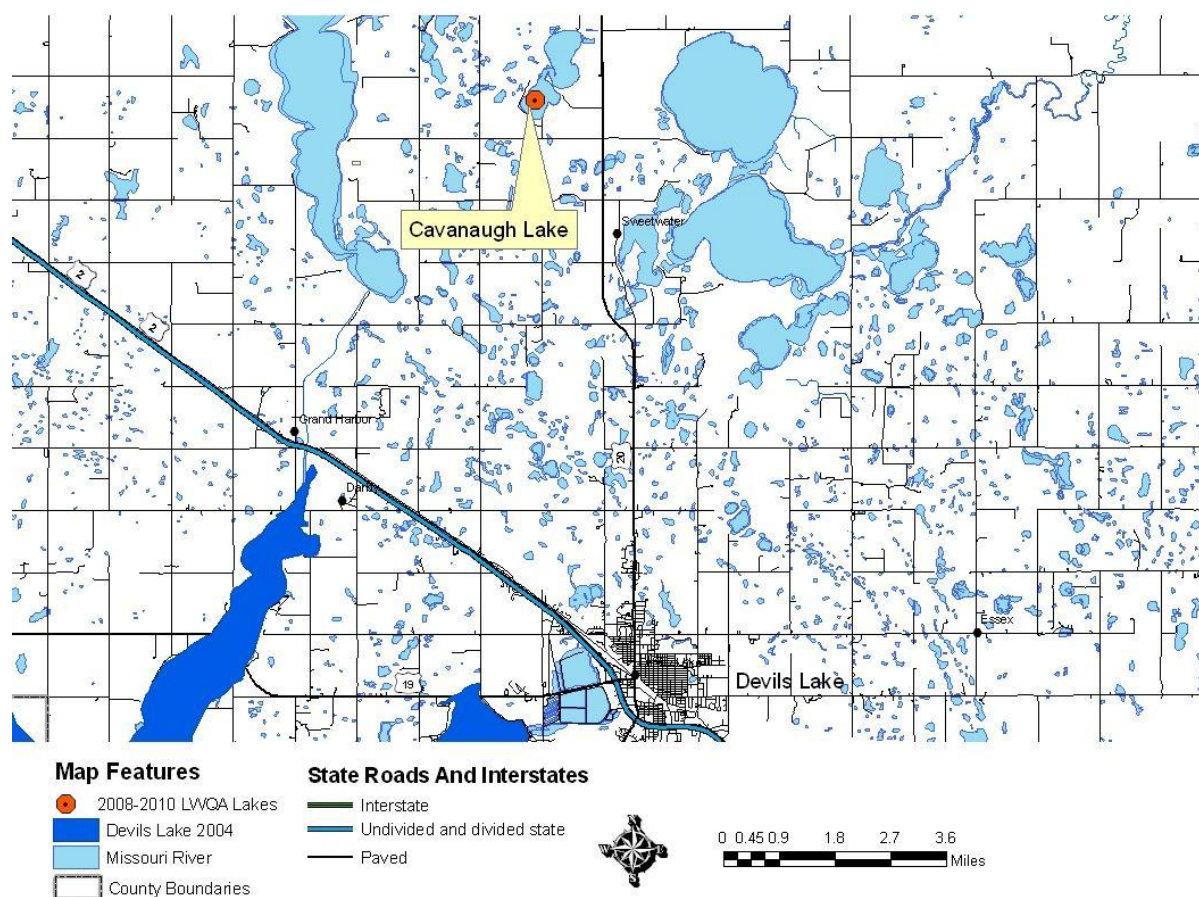 Cavanaugh Lake
Sweetwater
2
2
Grand Harbor
20
Essex
19
Devils Lake
Map Features
2008-2010 LWQA Lakes
Devils Lake 2004
Missouri River
County Boundaries
State Roads And Interstates
Interstate
Undivided and divided state
Paved
N
W
E
S
0 0.45 0.9 1.8 2.7 3.6
Miles